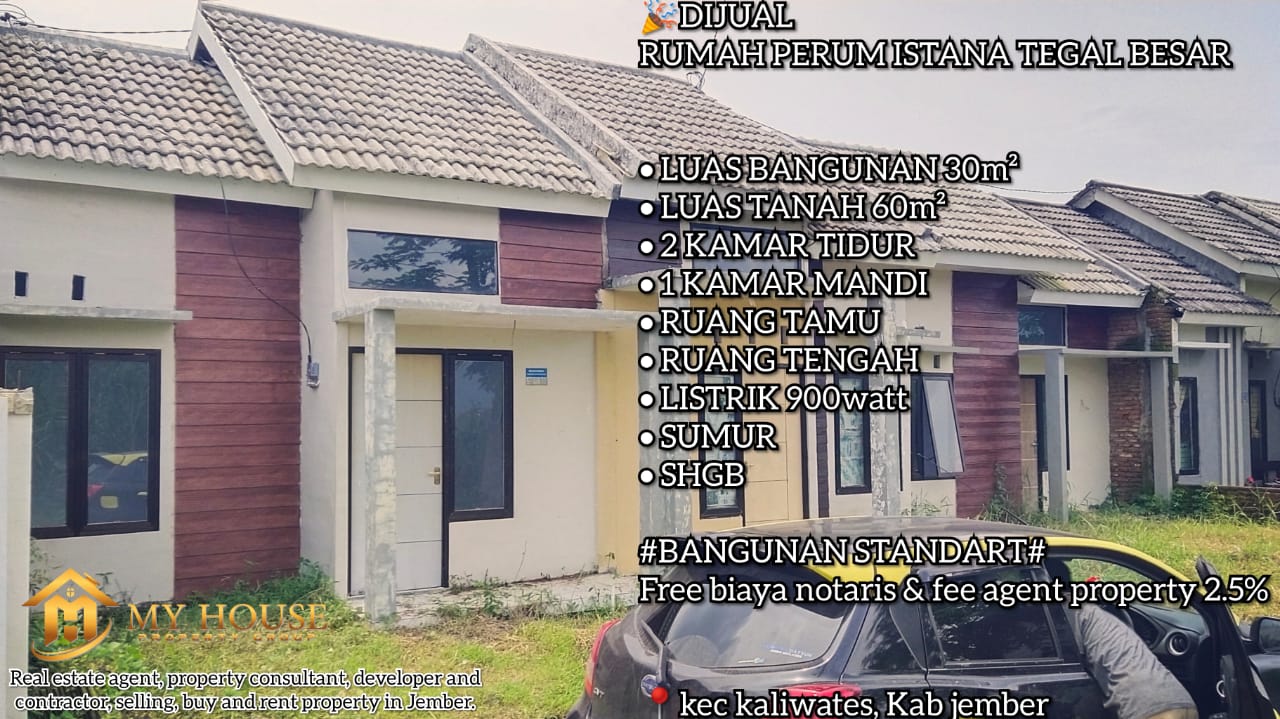 🎉DIJUAL
RUMAH PERUM ISTANA TEGAL BESAR
• LUAS BANGUNAN 30m²
• LUAS TANAH 60m²
• 2 KAMAR TIDUR
• 1 KAMAR MANDI
• RUANG TAMU
• RUANG TENGAH
• LISTRIK 900watt
• SUMUR
• SHGB
#BANGUNAN STANDART#
Free biaya notaris & fee agent property 2.5%
MY HOUSE
PROPERTY GROUP
Real estate agent, property consultant, developer and
contractor, selling, buy and rent property in Jember.
📍 kec kaliwates, Kab jember